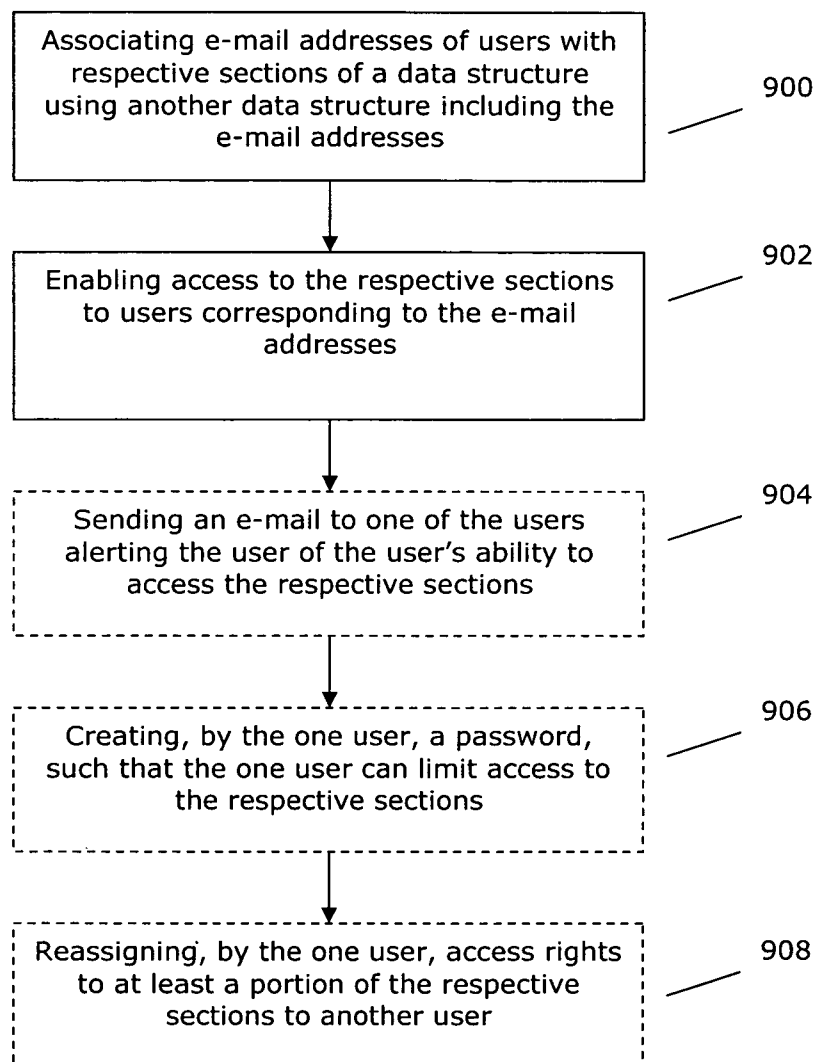 Associating e-mail addresses of users with
respective sections of a data structure
using another data structure including the
e-mail addresses
900
Enabling access to the respective sections
to users corresponding to the e-mail
addresses
902
Sending an e-mail to one of the users
alerting the user of the user's ability to
access the respective sections
904
Creating, by the one user, a password,
such that the one user can limit access to
the respective sections
906
Reassigning, by the one user, access rights
to at least a portion of the respective
sections to another user
908